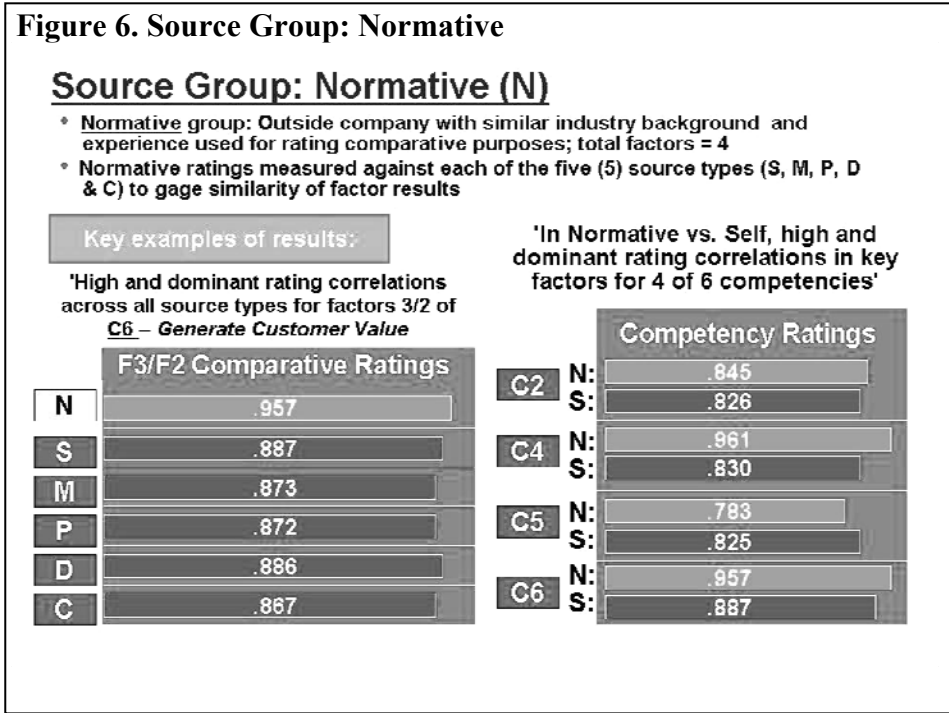 Figure 6. Source Group: Normative
Source Group: Normative (N)
* Normative group: Outside company with similar industry background and
experience used for rating comparative purposes; total factors = 4
* Normative ratings measured against each of the five (5) source types (S, M, P, D
& C) to gage similarity of factor results
Key examples of results:
'High and dominant rating correlations
across all source types for factors 3/2 of
C6 – Generate Customer Value
F3/F2 Comparative Ratings
N .957
S .887
M .873
P .872
D .886
C .867
'In Normative vs. Self, high and
dominant rating correlations in key
factors for 4 of 6 competencies'
Competency Ratings
C2 N: .845
S: .826
C4 N: .961
S: .830
C5 N: .783
S: .825
C6 N: .957
S: .887